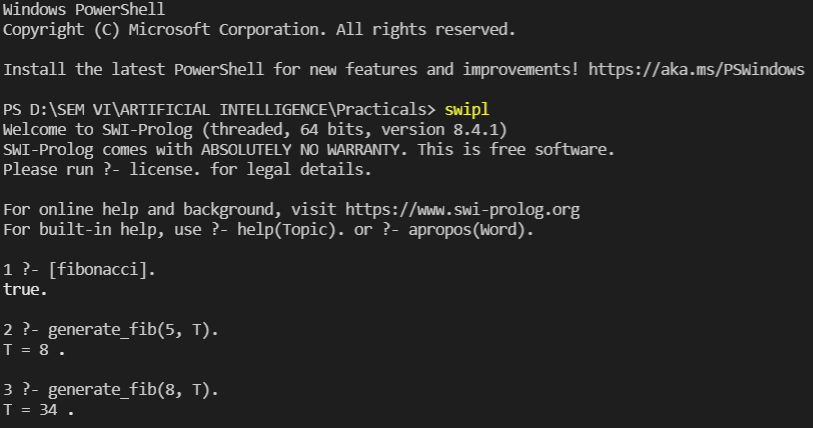 Windows PowerShell
Copyright (C) Microsoft Corporation. All rights reserved.
Install the latest PowerShell for new features and improvements! https://aka.ms/PSWindows
PS D:\SEM VI\ARTIFICIAL INTELLIGENCE\Practicals> swipl
Welcome to SWI-Prolog (threaded, 64 bits, version 8.4.1)
SWI-Prolog comes with ABSOLUTELY NO WARRANTY. This is free software.
Please run ?- license. for legal details.
For online help and background, visit https://www.swi-prolog.org
For built-in help, use ?- help(Topic). or ?- apropos(Word).
1 ?- [fibonacci].
true.
2 ?- generate_fib(5, T).
T = 8 .
3 ?- generate_fib(8, T).
T = 34 .